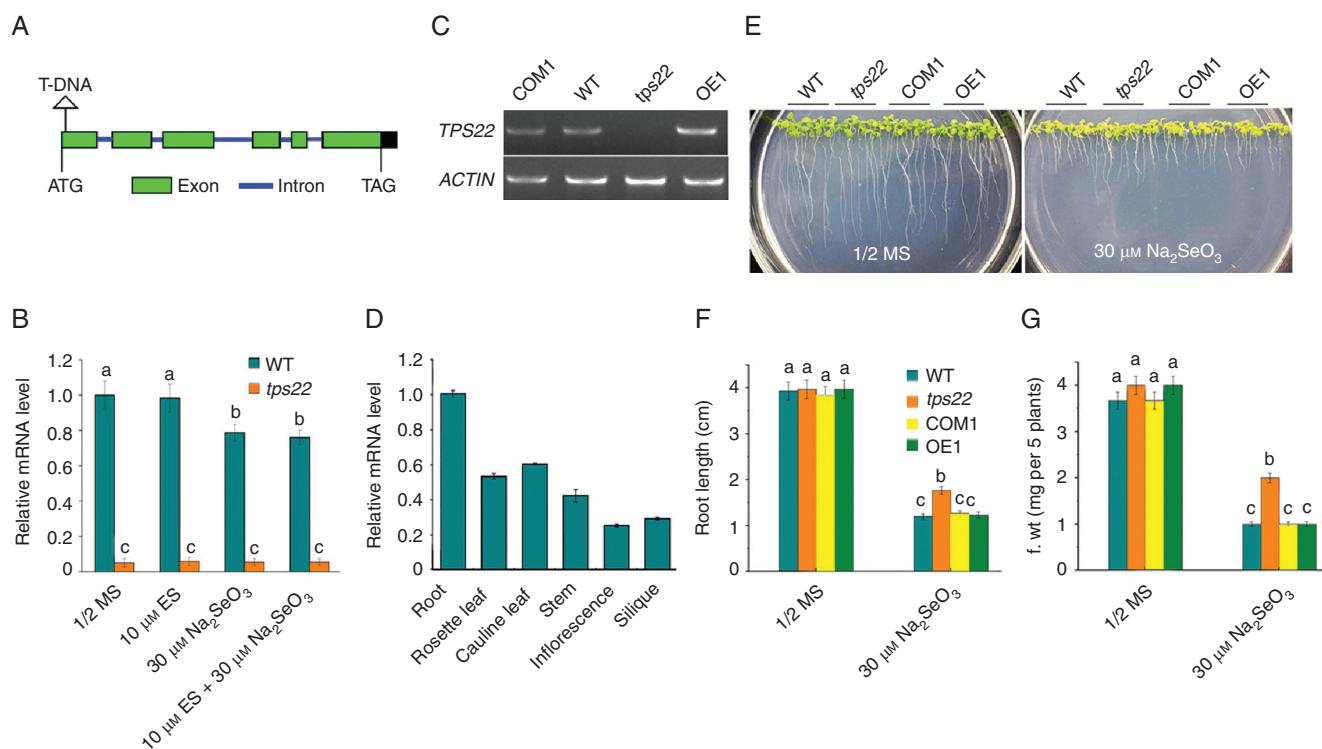 A
T-DNA
ATG
Exon
Intron
TAG
C
COM1
WT
tps22
OE1
TPS22
ACTIN
E
WT
tps22
COM1
OE1
WT
tps22
COM1
OE1
1/2 MS
30 μM Na₂SeO₃
B
Relative mRNA level
1.2
1.0
0.8
0.6
0.4
0.2
0
WT
tps22
a
a
b
b
c
c
c
c
1/2 MS
10 μM ES
30 μM Na₂SeO₃
10 μM ES + 30 μM Na₂SeO₃
D
Relative mRNA level
1.2
1.0
0.8
0.6
0.4
0.2
0
Root
Rosette leaf
Cauline leaf
Stem
Inflorescence
Silique
F
Root length (cm)
5
4
3
2
1
0
a a a a
WT
tps22
COM1
OE1
c b c c
1/2 MS
30 μM Na₂SeO₃
G
f. wt (mg per 5 plants)
4
2
0
a a a a
c b c c
1/2 MS
30 μM Na₂SeO₃